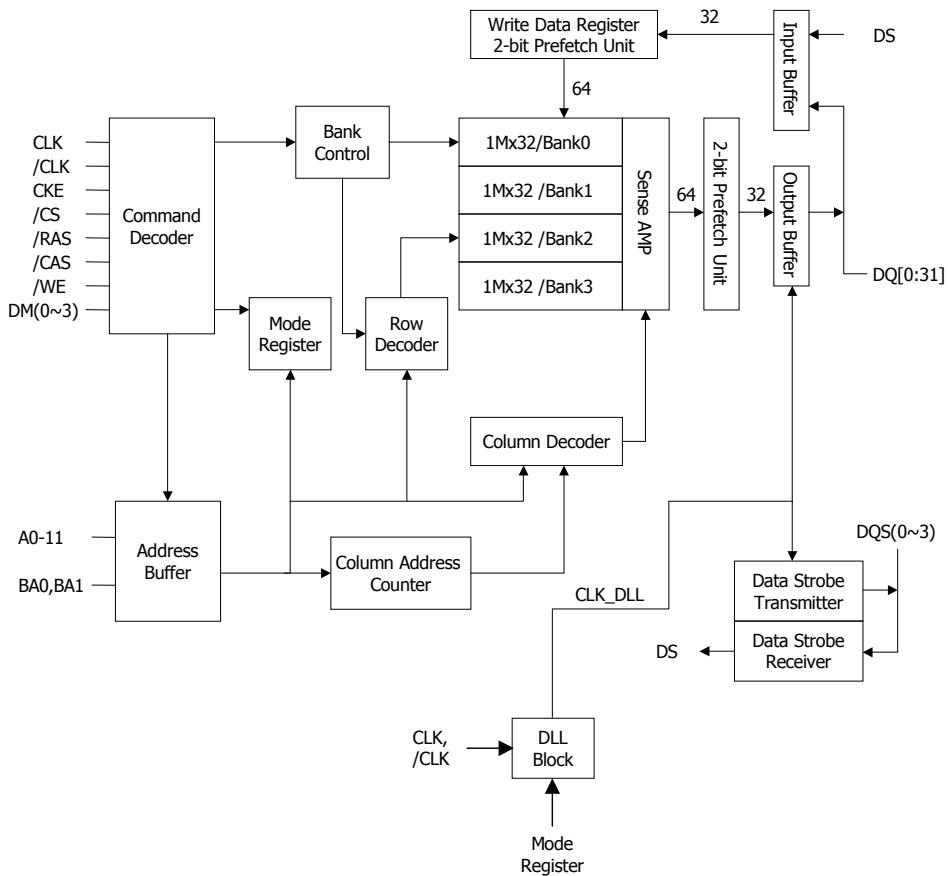 Write Data Register
2-bit Prefetch Unit
32
Input Buffer
DS
64
CLK
/CLK
CKE
/CS
/RAS
/CAS
/WE
DM(0~3)
Command
Decoder
Bank
Control
1Mx32/Bank0
1Mx32 /Bank1
1Mx32 /Bank2
1Mx32 /Bank3
Sense AMP
64
2-bit Prefetch Unit
32
Output Buffer
DQ[0:31]
Mode
Register
Row
Decoder
Column Decoder
A0-11
BA0,BA1
Address
Buffer
Column Address
Counter
CLK_DLL
DQS(0~3)
Data Strobe
Transmitter
Data Strobe
Receiver
DS
CLK,
/CLK
DLL
Block
Mode
Register